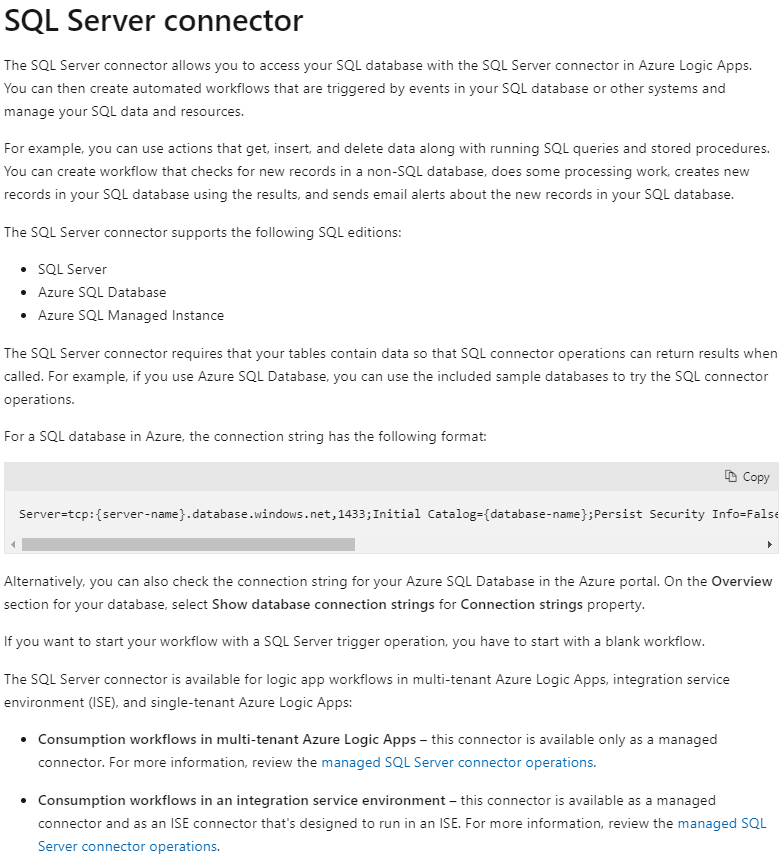 SQL Server connector
The SQL Server connector allows you to access your SQL database with the SQL Server connector in Azure Logic Apps.
You can then create automated workflows that are triggered by events in your SQL database or other systems and
manage your SQL data and resources.
For example, you can use actions that get, insert, and delete data along with running SQL queries and stored procedures.
You can create workflow that checks for new records in a non-SQL database, does some processing work, creates new
records in your SQL database using the results, and sends email alerts about the new records in your SQL database.
The SQL Server connector supports the following SQL editions:
• SQL Server
• Azure SQL Database
• Azure SQL Managed Instance
The SQL Server connector requires that your tables contain data so that SQL connector operations can return results when
called. For example, if you use Azure SQL Database, you can use the included sample databases to try the SQL connector
operations.
For a SQL database in Azure, the connection string has the following format:
Copy
Server=tcp:{server-name}.database.windows.net,1433;Initial Catalog={database-name};Persist Security Info=False
Alternatively, you can also check the connection string for your Azure SQL Database in the Azure portal. On the Overview
section for your database, select Show database connection strings for Connection strings property.
If you want to start your workflow with a SQL Server trigger operation, you have to start with a blank workflow.
The SQL Server connector is available for logic app workflows in multi-tenant Azure Logic Apps, integration service
environment (ISE), and single-tenant Azure Logic Apps:
• Consumption workflows in multi-tenant Azure Logic Apps – this connector is available only as a managed
connector. For more information, review the managed SQL Server connector operations.
• Consumption workflows in an integration service environment – this connector is available as a managed
connector and as an ISE connector that's designed to run in an ISE. For more information, review the managed SQL
Server connector operations.